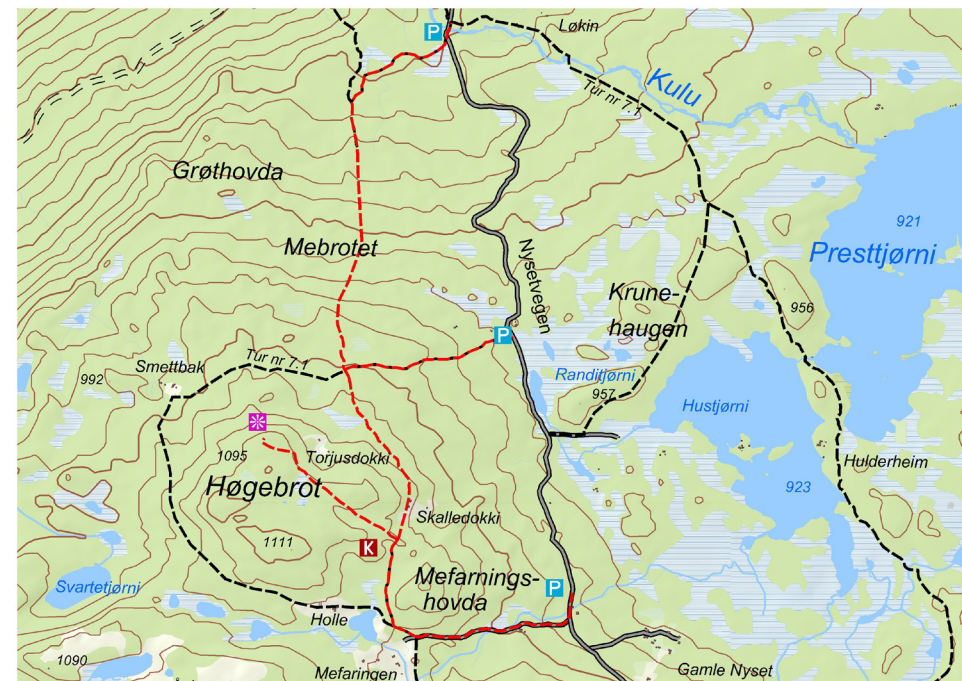 P
Løkin
Kulu
Tur nr 7.1
Grøthovda
921
Mebrotet
Nysetvegen
Presttjørni
Krune-
haugen
956
P
Tur nr 7.1
Smettbak
992
Randitjørni
957
Hustjørni
1095
Torjusdokki
Høgebrot
Hulderheim
923
Skalledokki
1111
K
Mefarnings-
hovda
P
Svartetjørni
Holle
1090
Mefaringen
Gamle Nyset